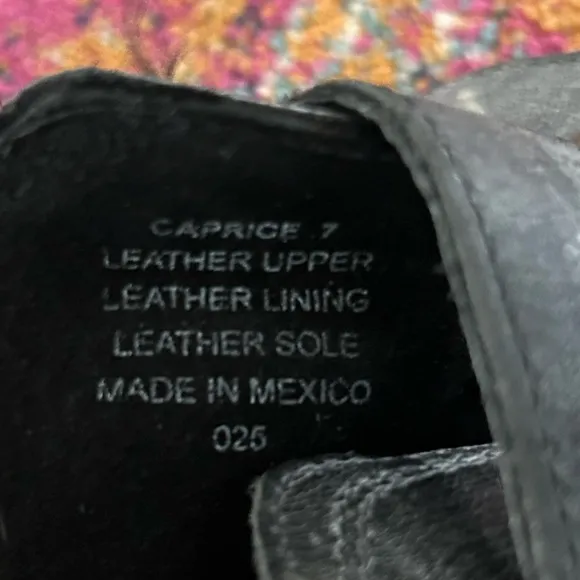 CAPRICE .7
LEATHER UPPER
LEATHER LINING
LEATHER SOLE
MADE IN MEXICO
025